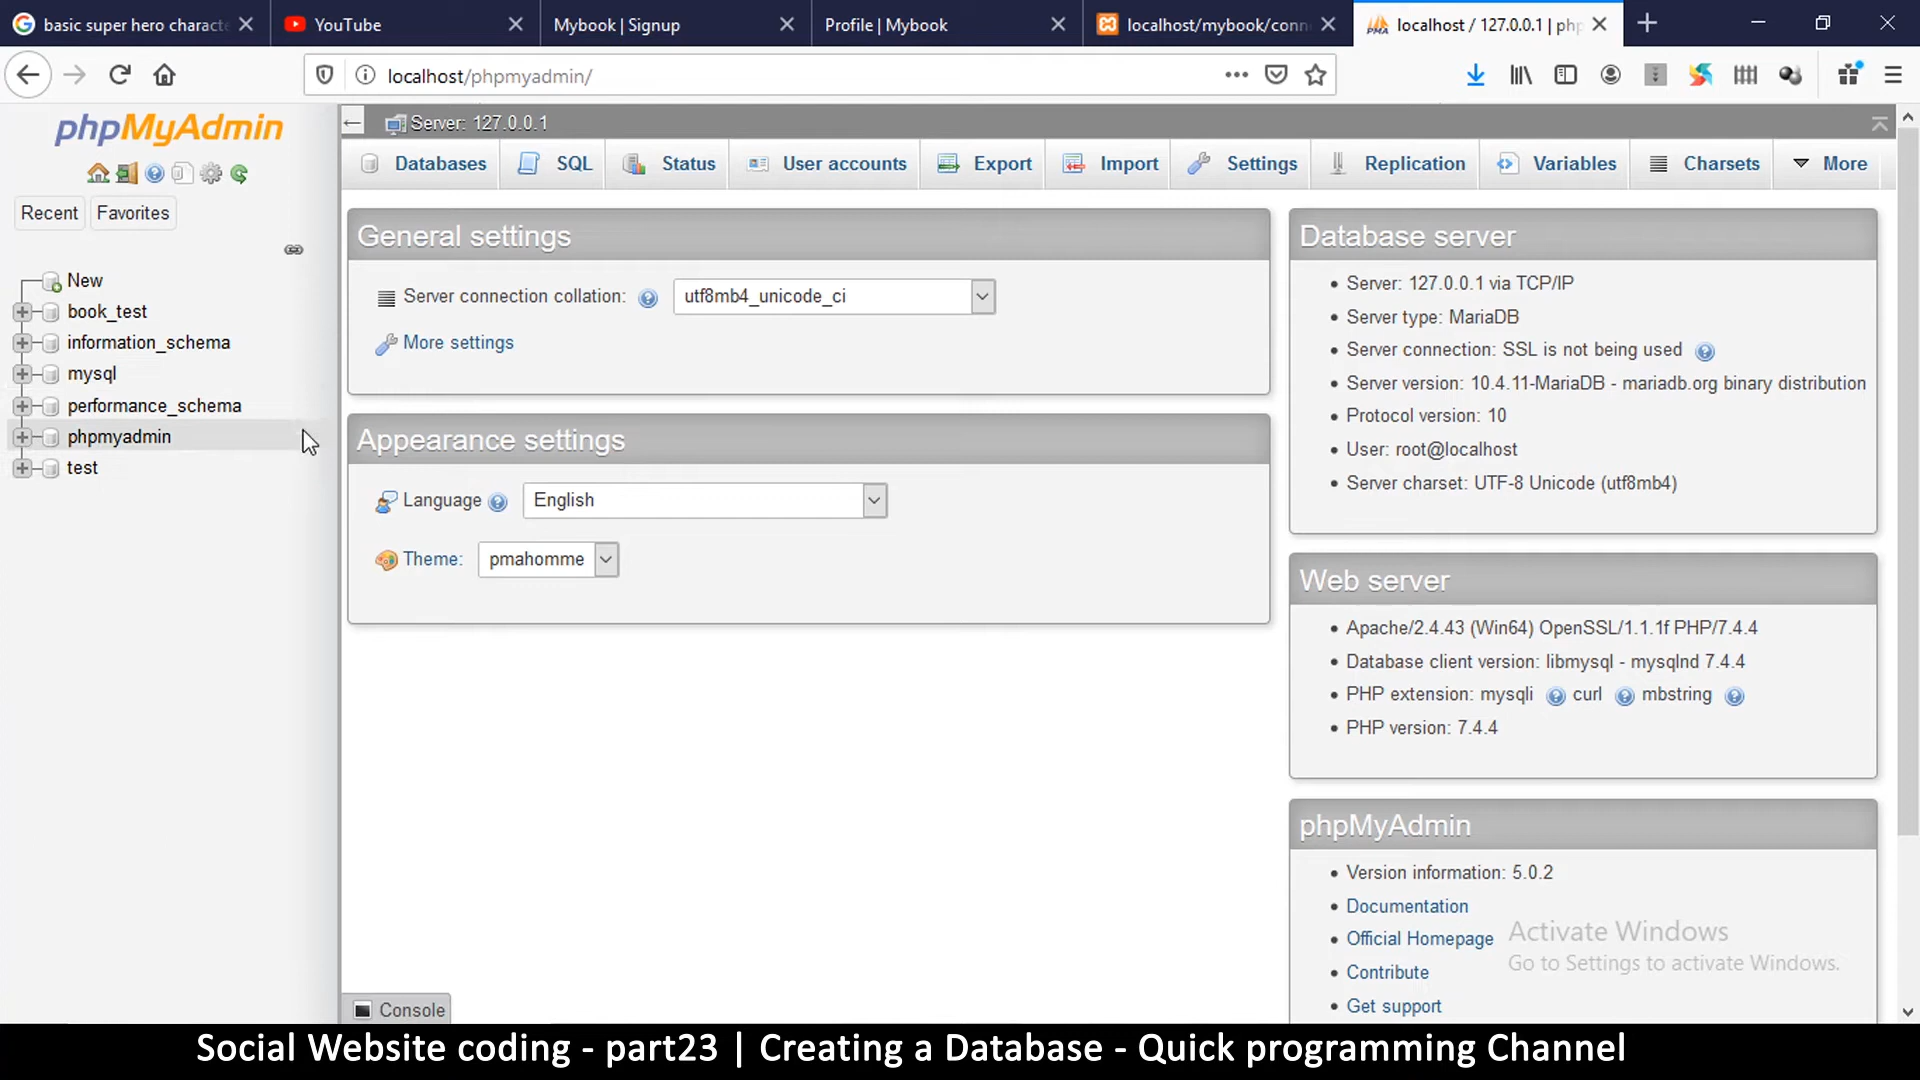 basic super hero characte
YouTube
Mybook | Signup
Profile | Mybook
localhost/mybook/conn
localhost / 127.0.0.1 | php
localhost/phpmyadmin/
phpMyAdmin
Recent
Favorites
New
book_test
information_schema
mysql
performance_schema
phpmyadmin
test
Server: 127.0.0.1
Databases
SQL
Status
User accounts
Export
Import
Settings
Replication
Variables
Charsets
More
General settings
Server connection collation:
utf8mb4_unicode_ci
More settings
Appearance settings
Language
English
Theme:
pmahomme
Database server
Server: 127.0.0.1 via TCP/IP
Server type: MariaDB
Server connection: SSL is not being used
Server version: 10.4.11-MariaDB - mariadb.org binary distribution
Protocol version: 10
User: root@localhost
Server charset: UTF-8 Unicode (utf8mb4)
Web server
Apache/2.4.43 (Win64) OpenSSL/1.1.1f PHP/7.4.4
Database client version: libmysql - mysqlnd 7.4.4
PHP extension: mysqli curl mbstring
PHP version: 7.4.4
phpMyAdmin
Version information: 5.0.2
Documentation
Official Homepage
Contribute
Get support
Activate Windows
Go to Settings to activate Windows.
Console
Social Website coding - part23 | Creating a Database - Quick programming Channel